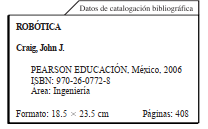 Datos de catalogación bibliográfica
ROBÓTICA
Craig, John J.
PEARSON EDUCACIÓN, México, 2006
ISBN: 970-26-0772-8
Área: Ingeniería
Formato: 18.5 × 23.5 cm Páginas: 408